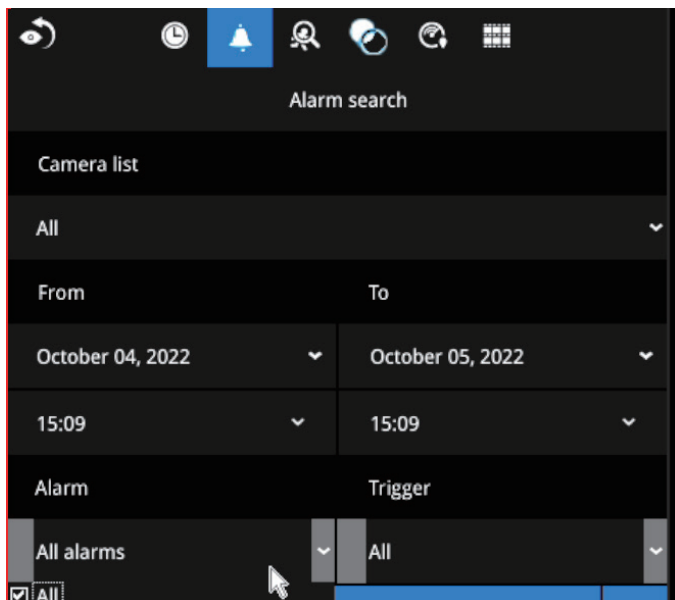 Alarm search
Camera list
All
From To
October 04, 2022 October 05, 2022
15:09 15:09
Alarm Trigger
All alarms All
All